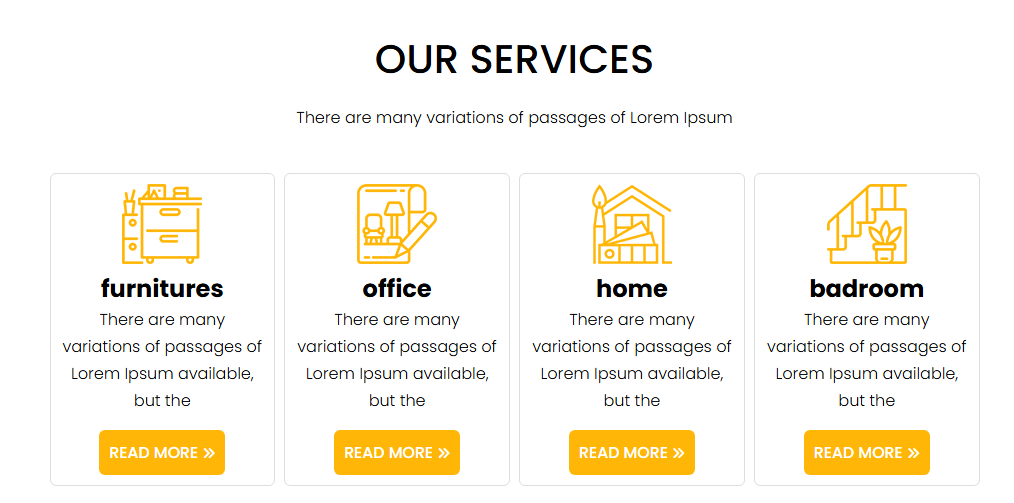 OUR SERVICES
There are many variations of passages of Lorem Ipsum
furnitures
There are many
variations of passages of
Lorem Ipsum available,
but the
READ MORE »
office
There are many
variations of passages of
Lorem Ipsum available,
but the
READ MORE »
home
There are many
variations of passages of
Lorem Ipsum available,
but the
READ MORE »
badroom
There are many
variations of passages of
Lorem Ipsum available,
but the
READ MORE »